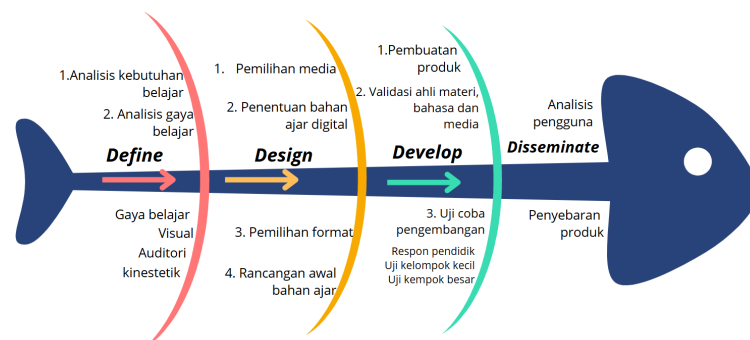 1.Analisis kebutuhan
belajar
2. Analisis gaya
belajar
Define
Gaya belajar
Visual
Auditori
kinestetik
1. Pemilihan media
2. Penentuan bahan
ajar digital
Design
3. Pemilihan format
4. Rancangan awal
bahan ajar
1.Pembuatan
produk
2. Validasi ahli materi,
bahasa dan
media
Develop
3. Uji coba
pengembangan
Respon pendidik
Uji kelompok kecil
Uji kempok besar
Analisis
pengguna
Disseminate
Penyebaran
produk